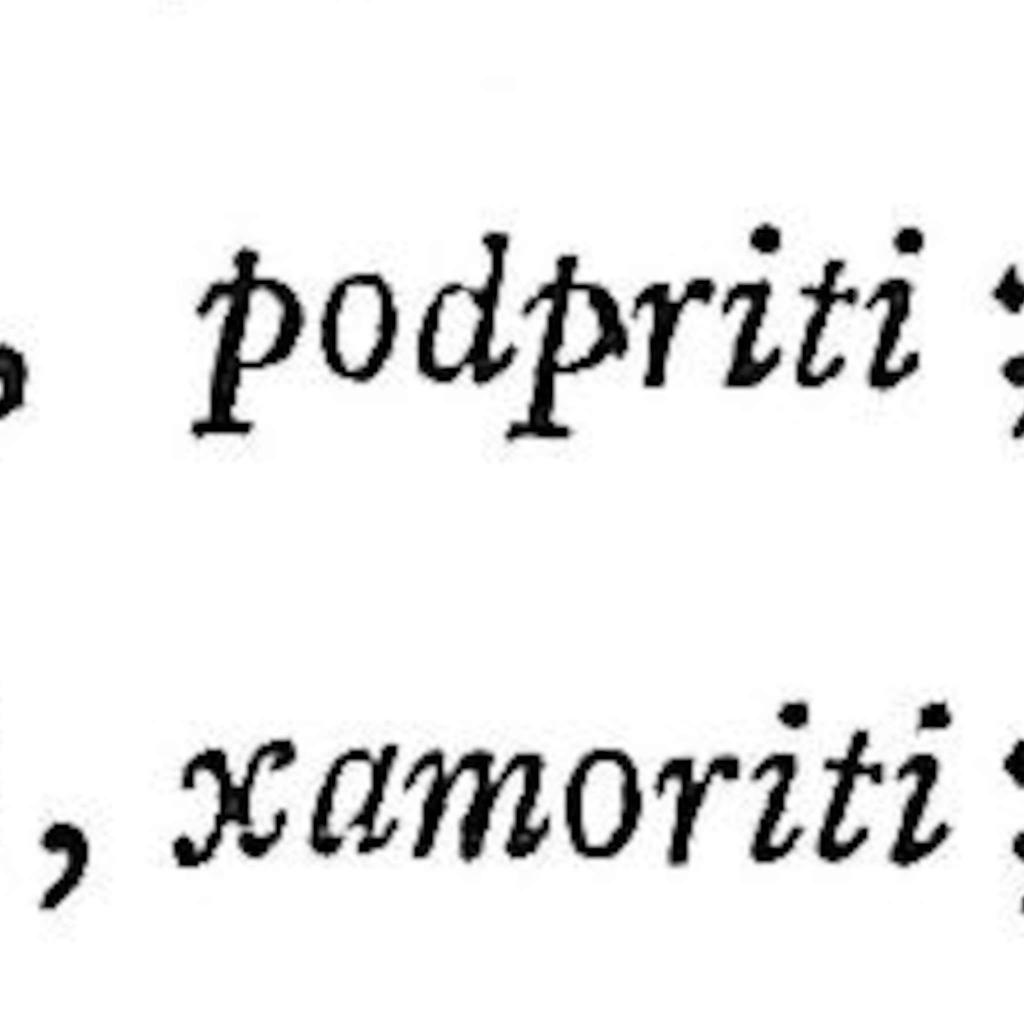 , podpriti ;
, xamoriti ;